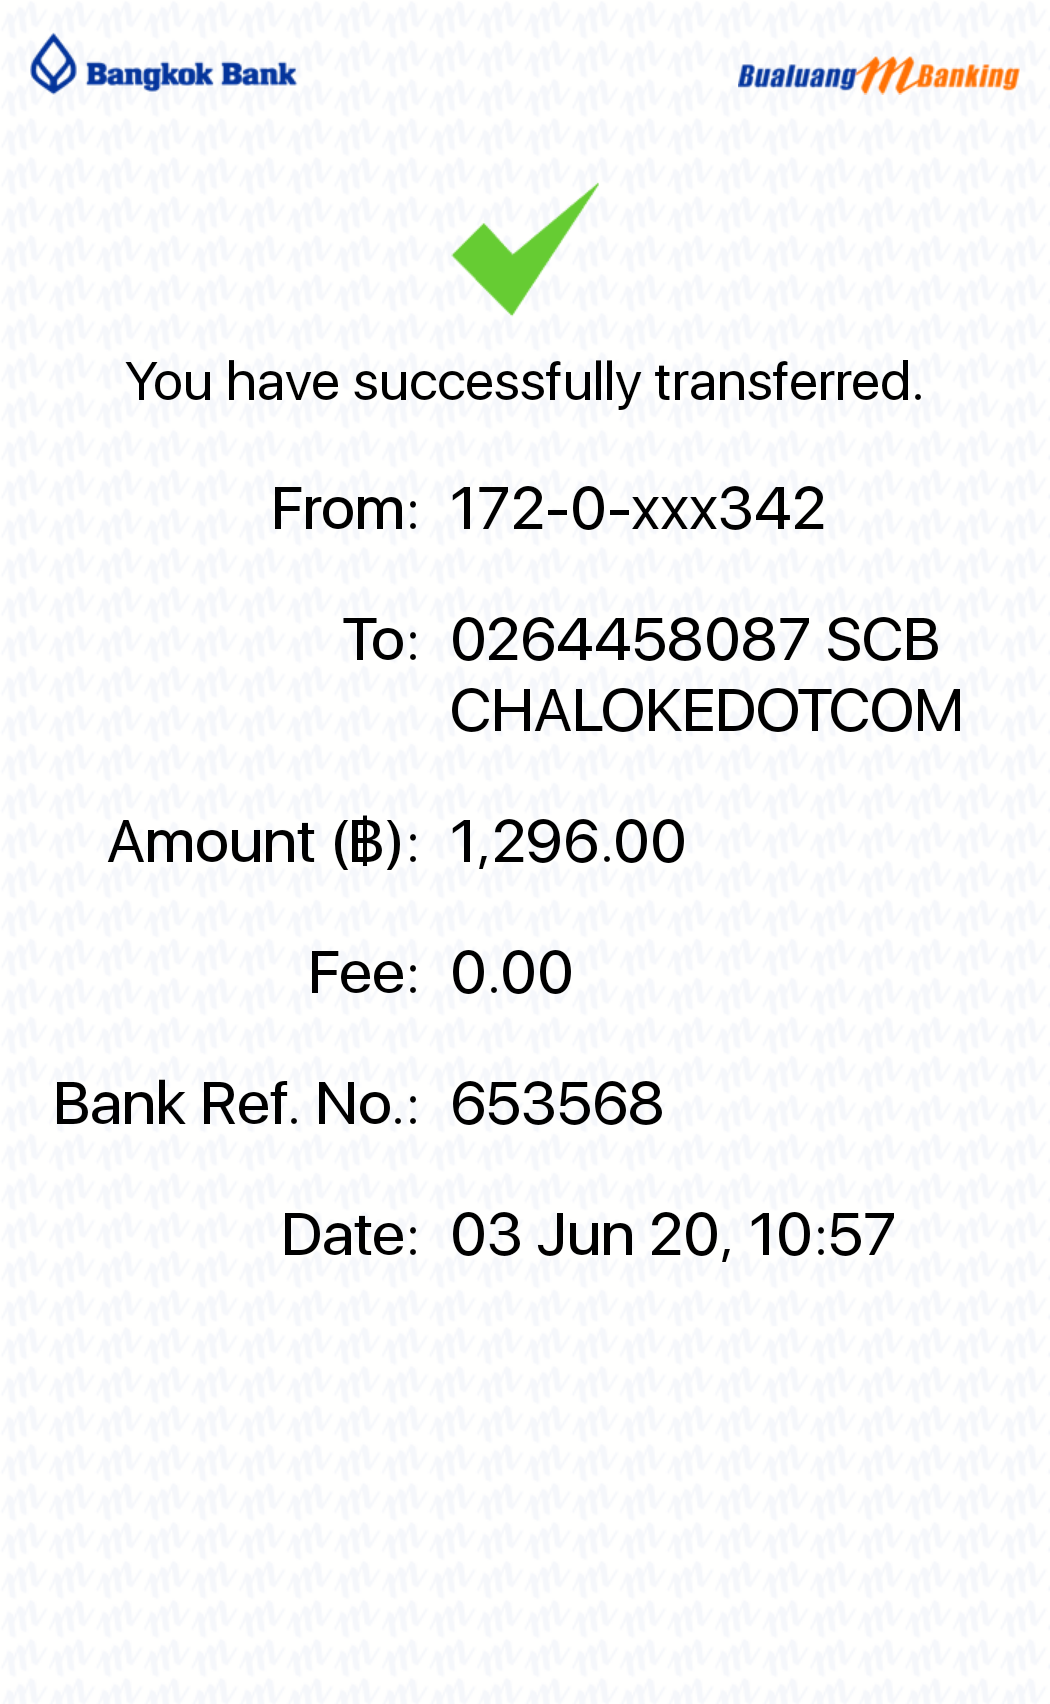 Bangkok Bank
Bualuang mBanking
You have successfully transferred.
From: 172-0-xxx342
To: 0264458087 SCB
CHALOKEDOTCOM
Amount (฿): 1,296.00
Fee: 0.00
Bank Ref. No.: 653568
Date: 03 Jun 20, 10:57